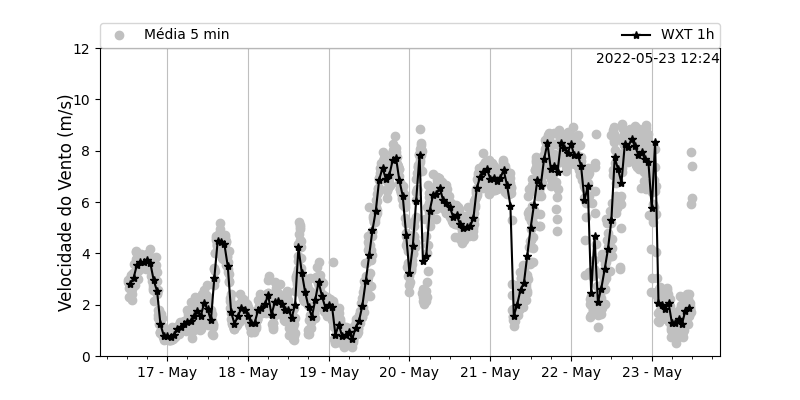 Média 5 min
WXT 1h
2022-05-23 12:24
Velocidade do Vento (m/s)
12
10
8
6
4
2
0
17 - May
18 - May
19 - May
20 - May
21 - May
22 - May
23 - May